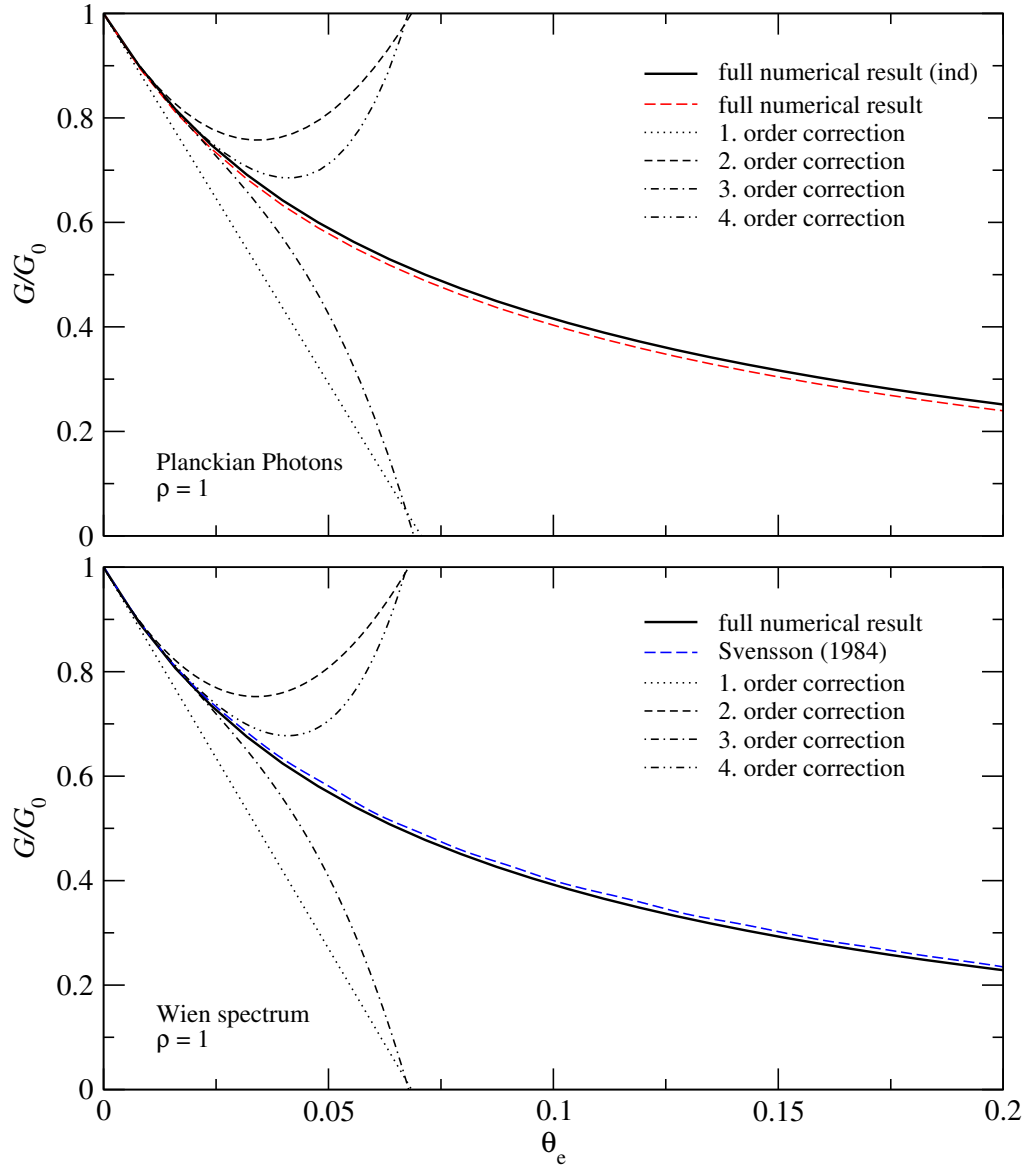 1
0.8
0.6
0.4
0.2
0
G/G₀
full numerical result (ind)
full numerical result
1. order correction
2. order correction
3. order correction
4. order correction
Planckian Photons
ρ = 1
1
0.8
0.6
0.4
0.2
0
G/G₀
full numerical result
Svensson (1984)
1. order correction
2. order correction
3. order correction
4. order correction
Wien spectrum
ρ = 1
0 0.05 0.1 0.15 0.2
θₑ